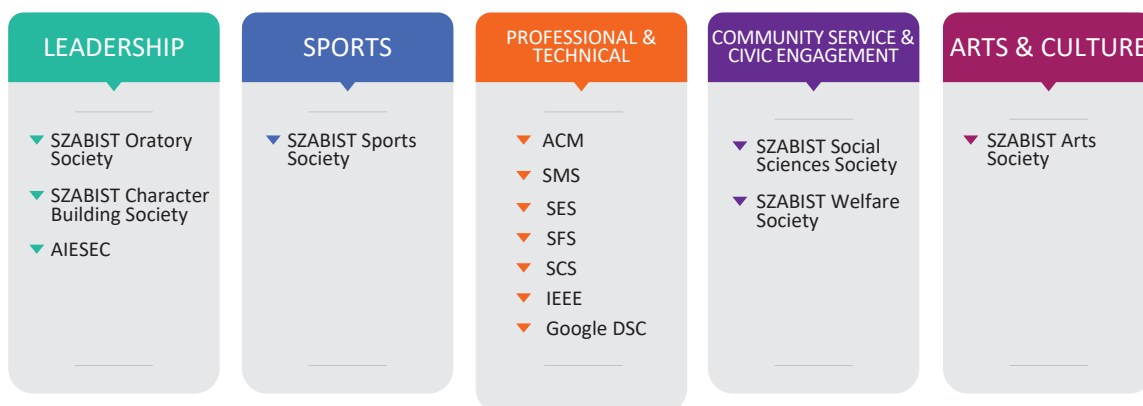 LEADERSHIP
SZABIST Oratory
Society
SZABIST Character
Building Society
AIESEC
SPORTS
SZABIST Sports
Society
PROFESSIONAL &
TECHNICAL
ACM
SMS
SES
SFS
SCS
IEEE
Google DSC
COMMUNITY SERVICE &
CIVIC ENGAGEMENT
SZABIST Social
Sciences Society
SZABIST Welfare
Society
ARTS & CULTURE
SZABIST Arts
Society